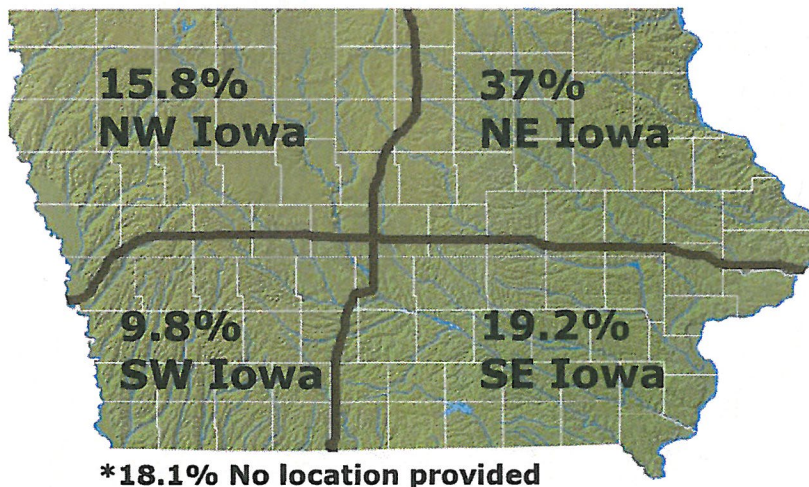 15.8%
NW Iowa
37%
NE Iowa
9.8%
SW Iowa
19.2%
SE Iowa
*18.1% No location provided